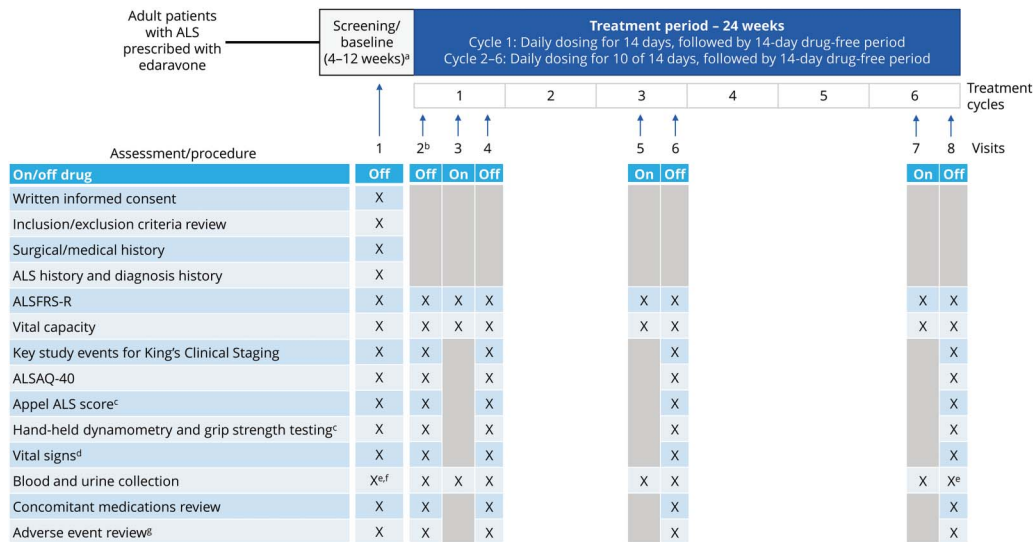 Adult patients
with ALS
prescribed with
edaravone
Screening/
baseline
(4–12 weeks)ᵃ
Treatment period – 24 weeks
Cycle 1: Daily dosing for 14 days, followed by 14-day drug-free period
Cycle 2–6: Daily dosing for 10 of 14 days, followed by 14-day drug-free period
1 2 3 4 5 6 Treatment
cycles
Assessment/procedure 1 2ᵇ 3 4 5 6 7 8 Visits
On/off drug Off Off On Off On Off On Off
Written informed consent X
Inclusion/exclusion criteria review X
Surgical/medical history X
ALS history and diagnosis history X
ALSFRS-R X X X X X X X X
Vital capacity X X X X X X X X
Key study events for King's Clinical Staging X X X X X
ALSAQ-40 X X X X X
Appel ALS scoreᶜ X X X X X
Hand-held dynamometry and grip strength testingᶜ X X X X X
Vital signsᵈ X X X X X
Blood and urine collection Xᵉ,ᶠ X X X X X X Xᵉ
Concomitant medications review X X X X X
Adverse event reviewᵍ X X X X X